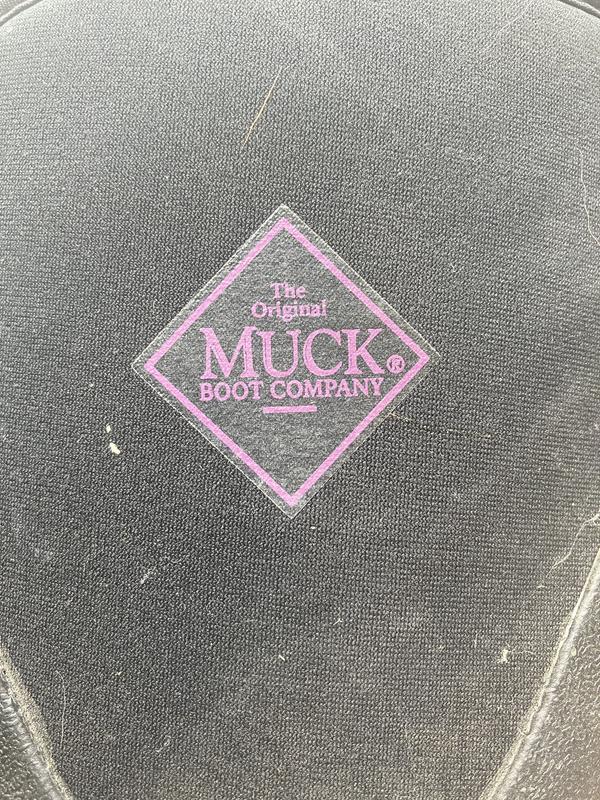 The
Original
MUCK®
BOOT COMPANY